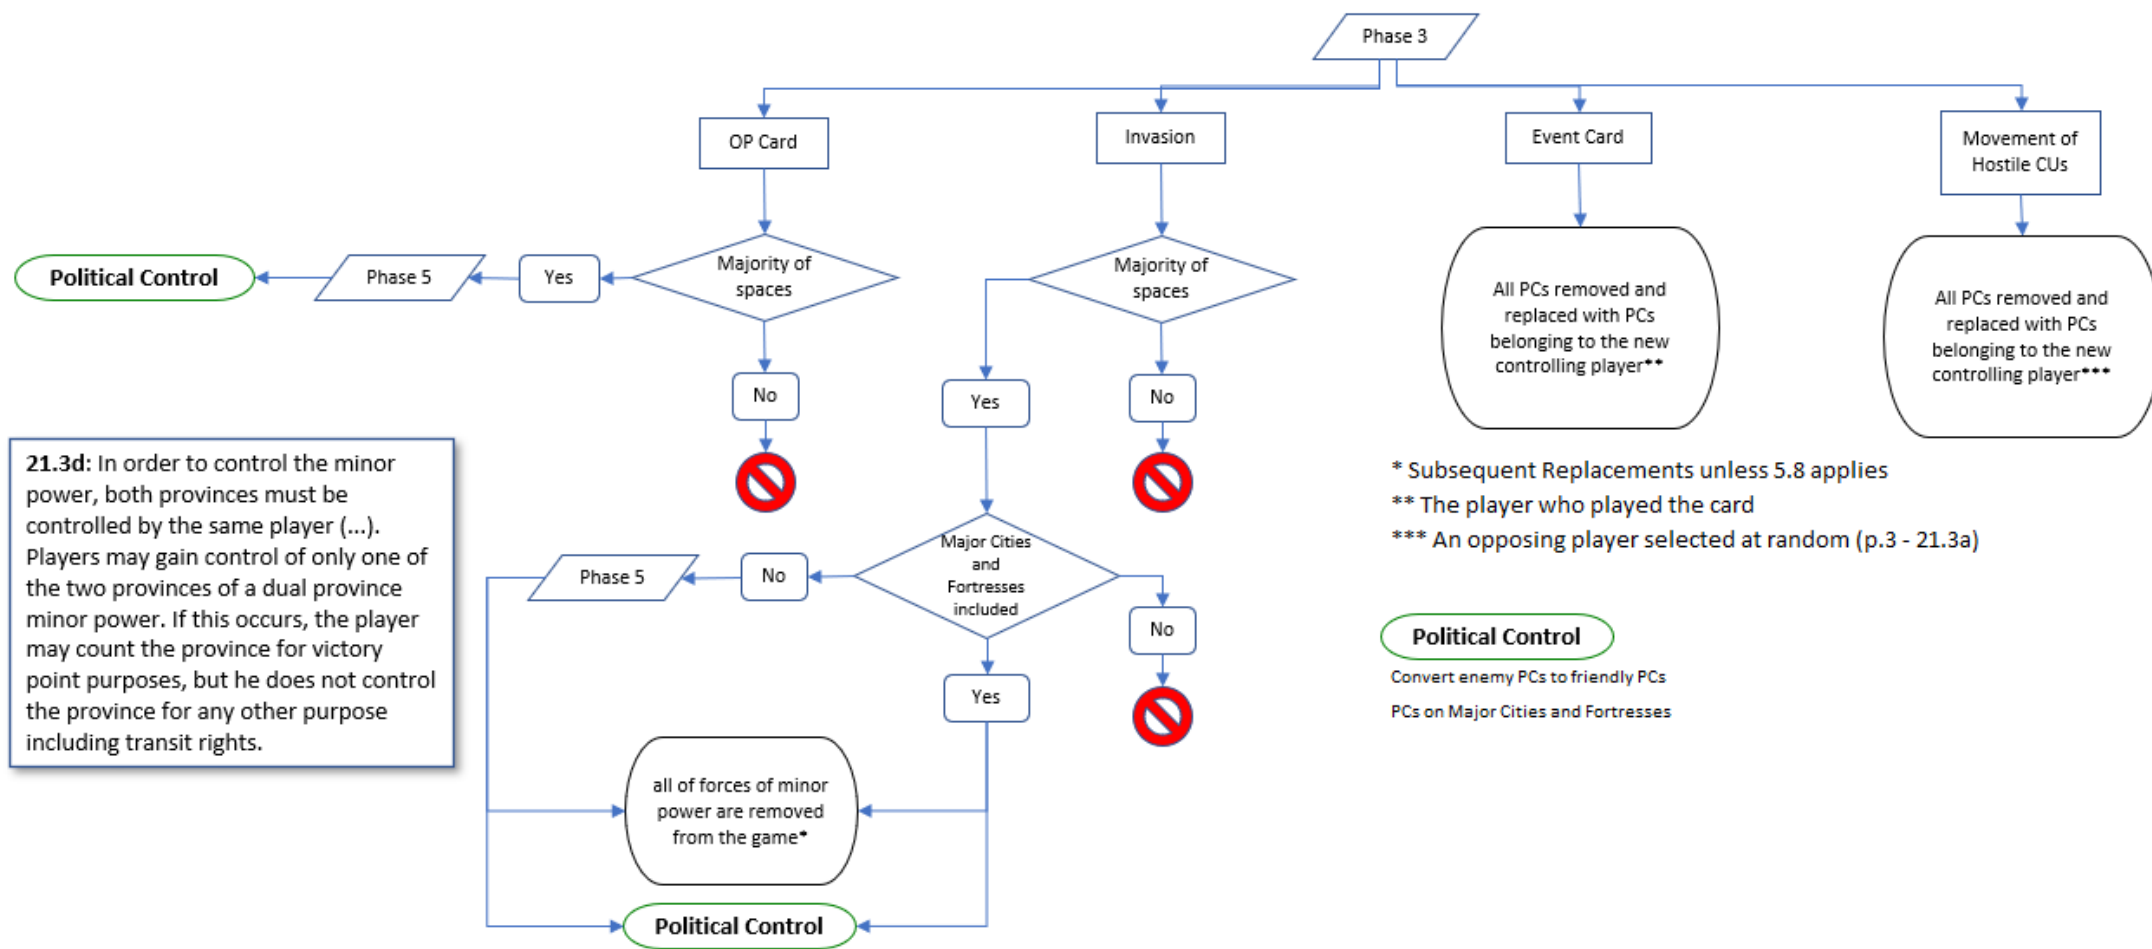 Phase 3
OP Card
Invasion
Event Card
Movement of
Hostile CUs
Political Control
Phase 5
Yes
Majority of
spaces
Majority of
spaces
All PCs removed and
replaced with PCs
belonging to the new
controlling player**
All PCs removed and
replaced with PCs
belonging to the new
controlling player***
No
Yes
No
21.3d: In order to control the minor
power, both provinces must be
controlled by the same player (...).
Players may gain control of only one of
the two provinces of a dual province
minor power. If this occurs, the player
may count the province for victory
point purposes, but he does not control
the province for any other purpose
including transit rights.
* Subsequent Replacements unless 5.8 applies
** The player who played the card
*** An opposing player selected at random (p.3 - 21.3a)
Phase 5
No
Major Cities
and
Fortresses
included
No
Yes
Political Control
Convert enemy PCs to friendly PCs
PCs on Major Cities and Fortresses
all of forces of minor
power are removed
from the game*
Political Control